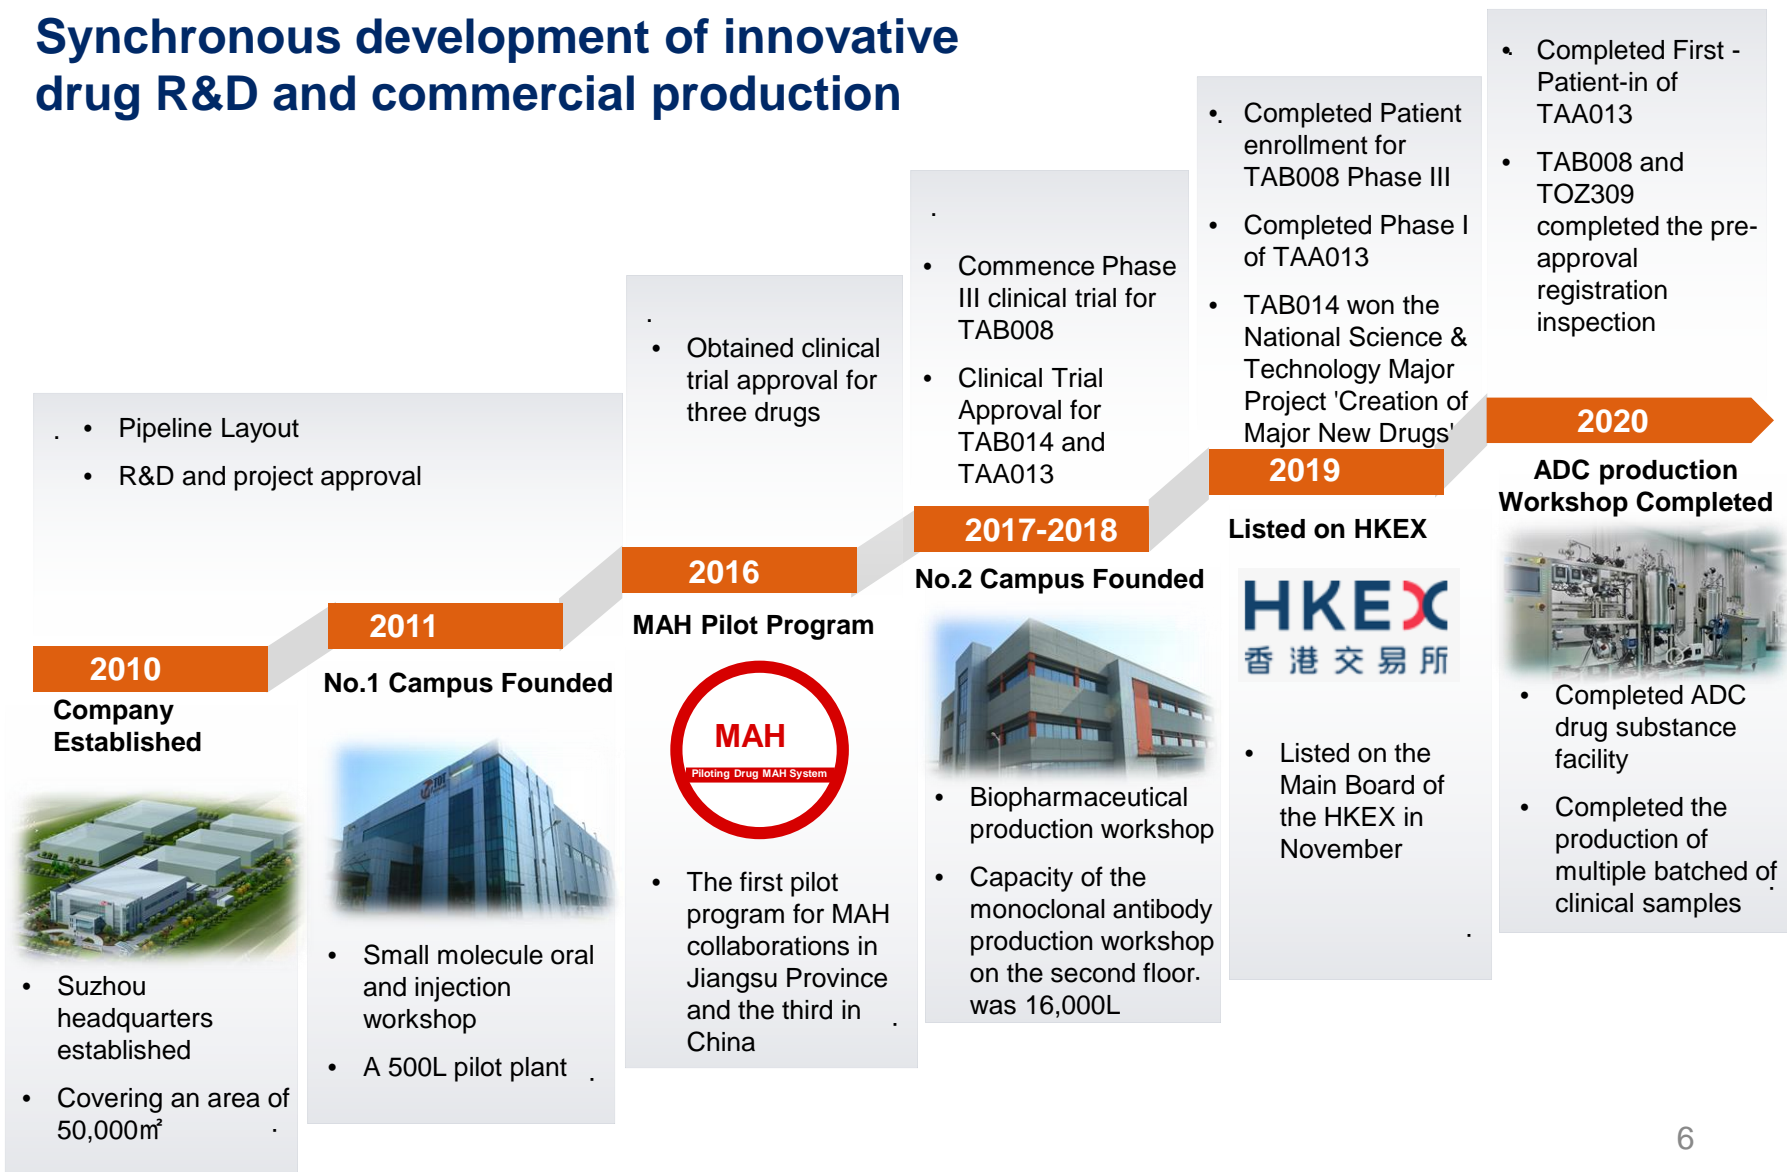 Synchronous development of innovative
drug R&D and commercial production
• Pipeline Layout
• R&D and project approval
2010
Company
Established
• Suzhou
headquarters
established
• Covering an area of
50,000㎡
2011
No.1 Campus Founded
TOT
• Small molecule oral
and injection
workshop
• A 500L pilot plant
• Obtained clinical
trial approval for
three drugs
2016
MAH Pilot Program
MAH
Piloting Drug MAH System
• The first pilot
program for MAH
collaborations in
Jiangsu Province
and the third in
China
• Commence Phase
III clinical trial for
TAB008
• Clinical Trial
Approval for
TAB014 and
TAA013
2017-2018
No.2 Campus Founded
• Biopharmaceutical
production workshop
• Capacity of the
monoclonal antibody
production workshop
on the second floor
was 16,000L
• Completed Patient
enrollment for
TAB008 Phase III
• Completed Phase I
of TAA013
• TAB014 won the
National Science &
Technology Major
Project 'Creation of
Major New Drugs'
2019
Listed on HKEX
HKEX
香港交易所
• Listed on the
Main Board of
the HKEX in
November
• Completed First -
Patient-in of
TAA013
• TAB008 and
TOZ309
completed the pre-
approval
registration
inspection
2020
ADC production
Workshop Completed
• Completed ADC
drug substance
facility
• Completed the
production of
multiple batched of
clinical samples
6